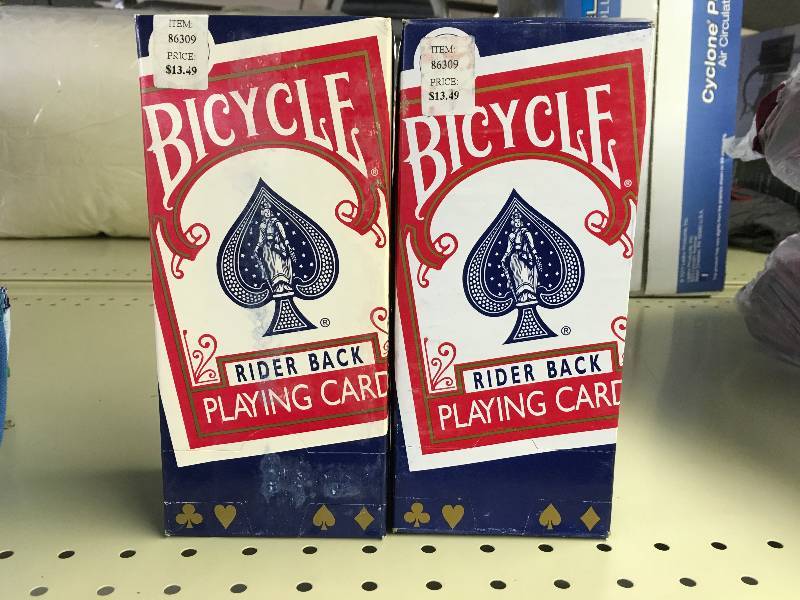 ITEM:
86309
PRICE:
$13.49
BICYCLE
®
®
RIDER BACK
PLAYING CARD
ITEM:
86309
PRICE:
$13.49
BICYCLE
®
®
RIDER BACK
PLAYING CARD
Cyclone® P
Air Circulat